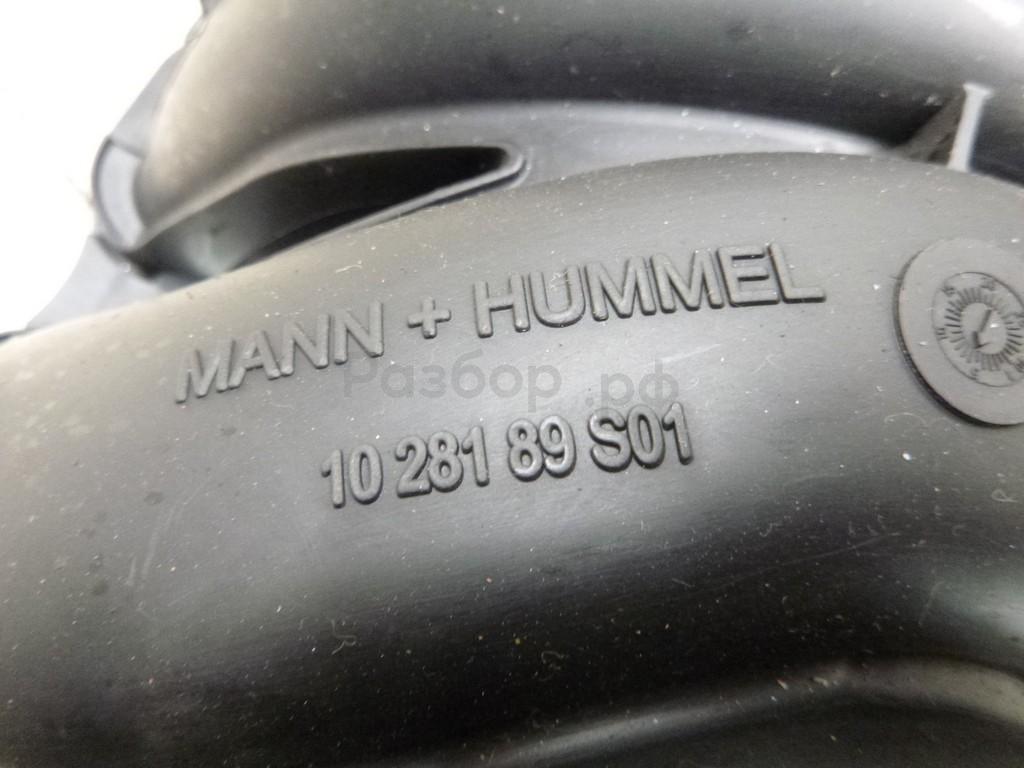 MANN + HUMMEL
Разбор.рф
10 281 89 S01